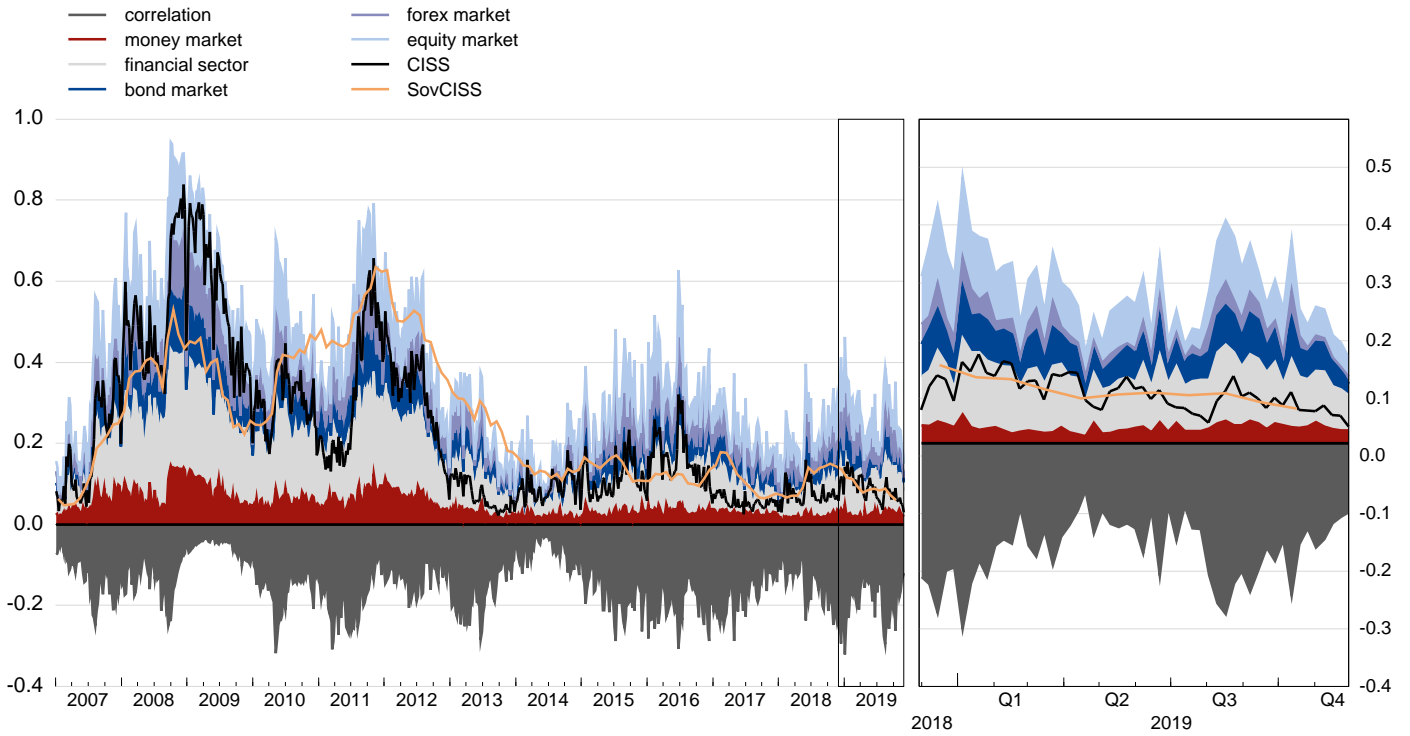 correlation
money market
financial sector
bond market
forex market
equity market
CISS
SovCISS
1.0
0.8
0.6
0.4
0.2
0.0
-0.2
-0.4
2007 2008 2009 2010 2011 2012 2013 2014 2015 2016 2017 2018 2019
0.5
0.4
0.3
0.2
0.1
0.0
-0.1
-0.2
-0.3
-0.4
Q1 Q2 Q3 Q4
2018 2019